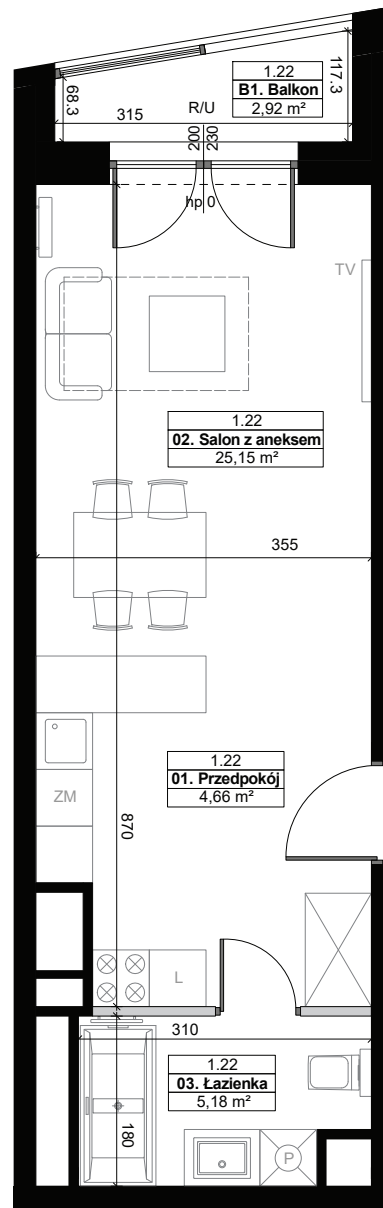 117.3
1.22
B1. Balkon
2,92 m²
68.3
315
R/U
200
230
hp 0
TV
1.22
02. Salon z aneksem
25,15 m²
355
1.22
01. Przedpokój
4,66 m²
ZM
870
L
310
1.22
03. Łazienka
5,18 m²
180
P